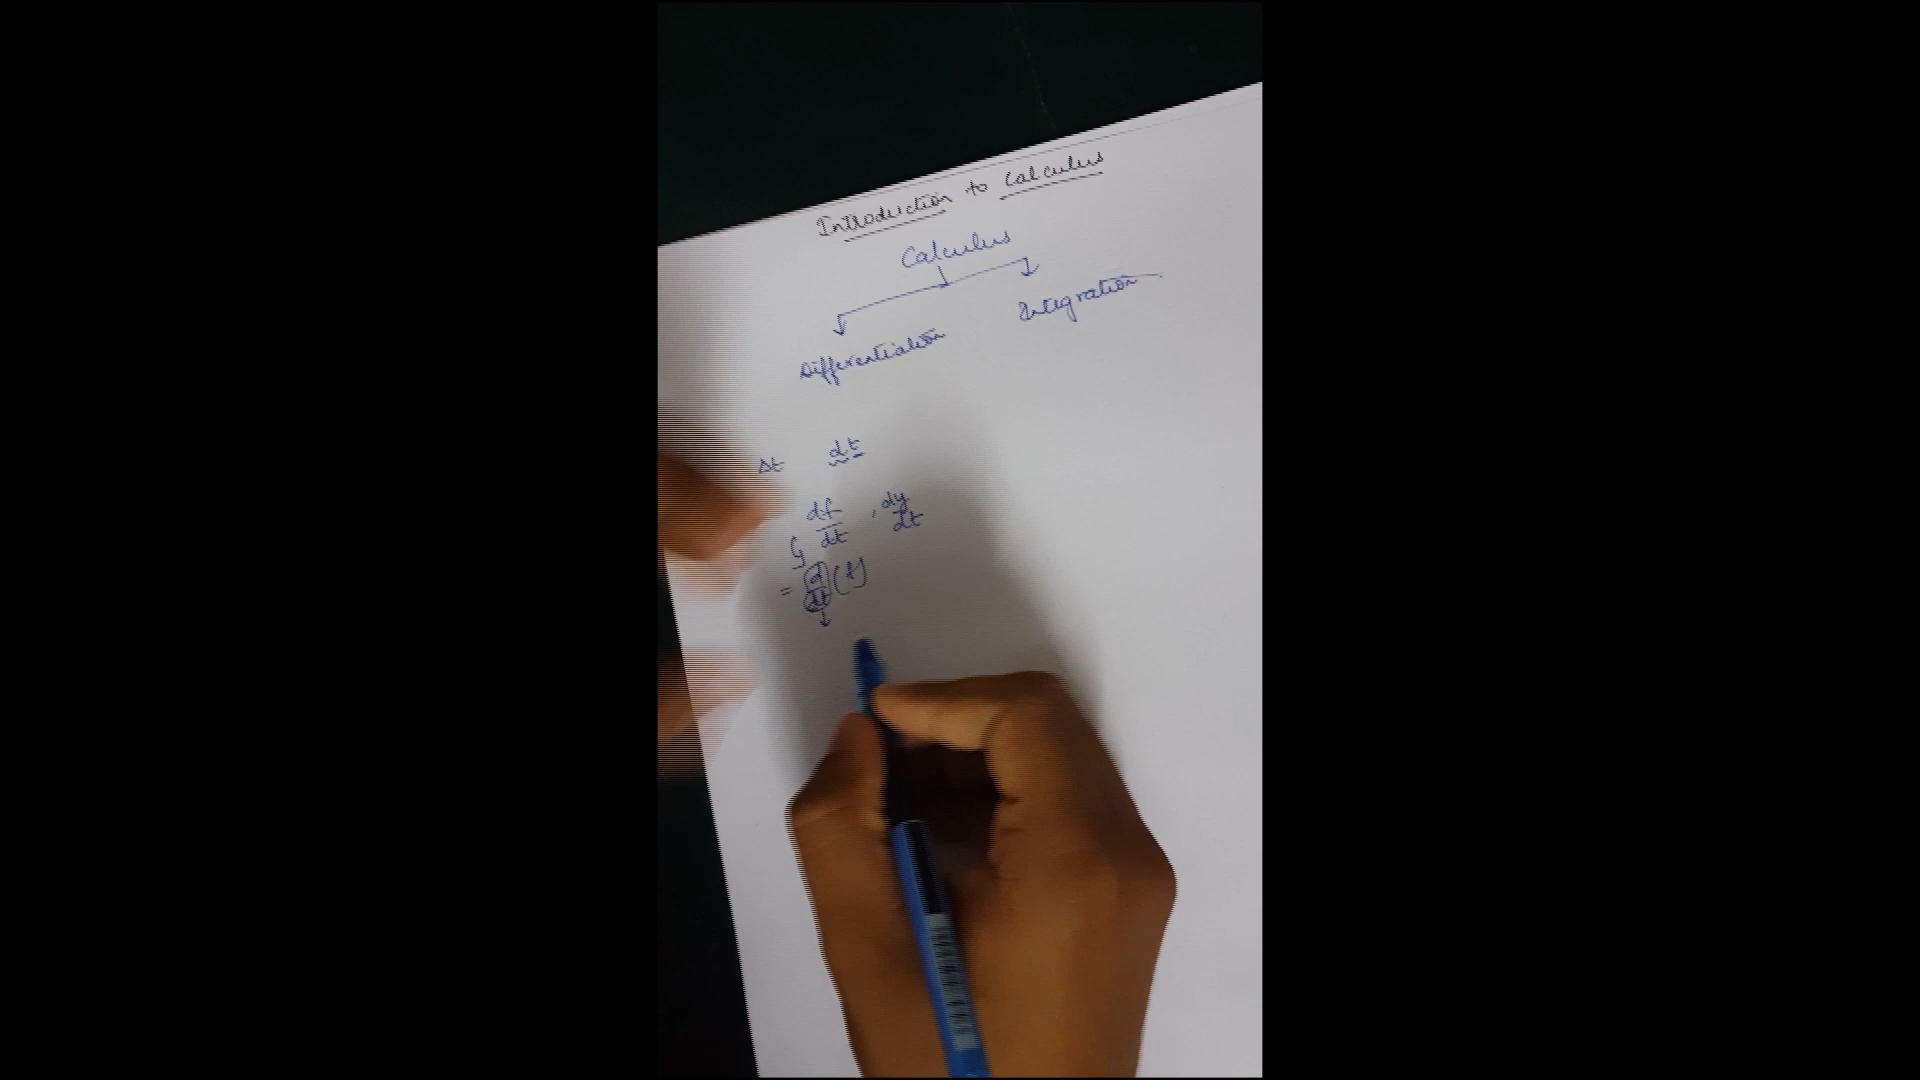 Introduction to Calculus
Calculus
Differentiation Integration
Δt dt
df/dt , dy/dt
= d/dt (f)